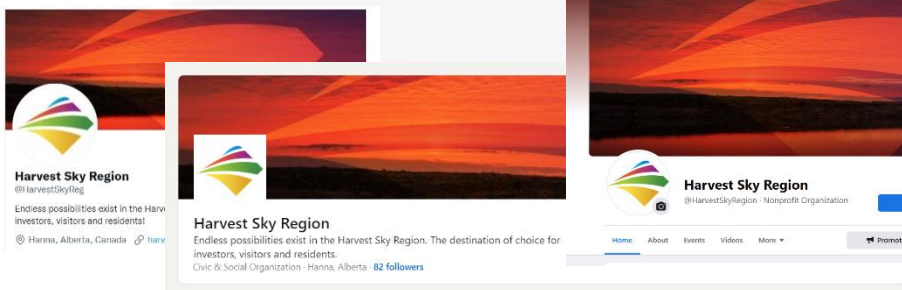 Harvest Sky Region
@HarvestSkyReg
Endless possibilities exist in the Harv
investors, visitors and residents!
Hanna, Alberta, Canada harv
Harvest Sky Region
Endless possibilities exist in the Harvest Sky Region. The destination of choice for
investors, visitors and residents.
Civic & Social Organization · Hanna, Alberta · 82 followers
Harvest Sky Region
@HarvestSkyRegion · Nonprofit Organization
Home About Events Videos More
Promot